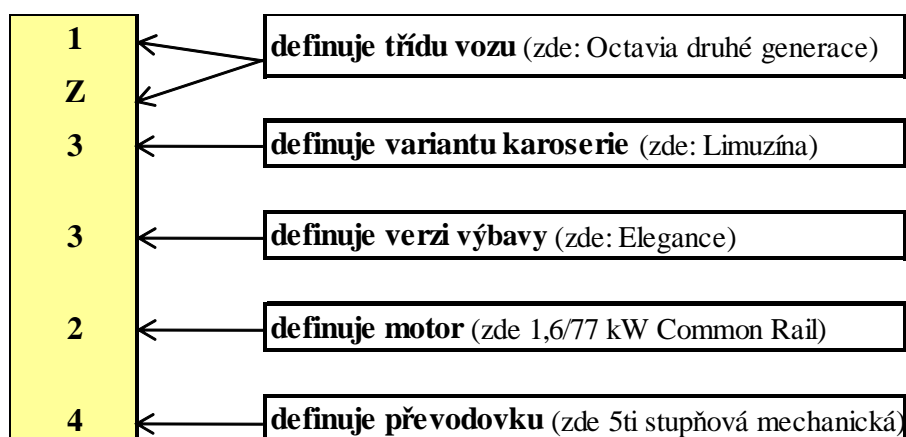 1
definuje třídu vozu (zde: Octavia druhé generace)
Z
3
definuje variantu karoserie (zde: Limuzína)
3
definuje verzi výbavy (zde: Elegance)
2
definuje motor (zde 1,6/77 kW Common Rail)
4
definuje převodovku (zde 5ti stupňová mechanická)